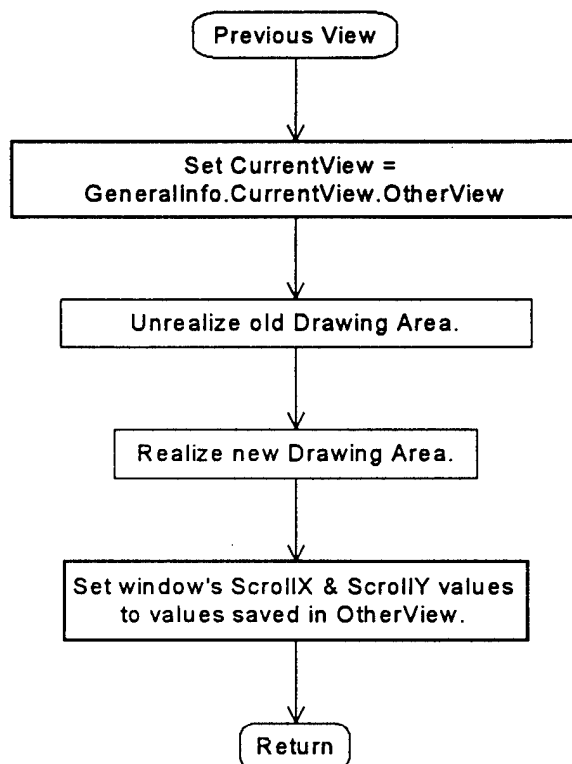 Previous View
Set CurrentView =
GeneralInfo.CurrentView.OtherView
Unrealize old Drawing Area.
Realize new Drawing Area.
Set window's ScrollX & ScrollY values
to values saved in OtherView.
Return